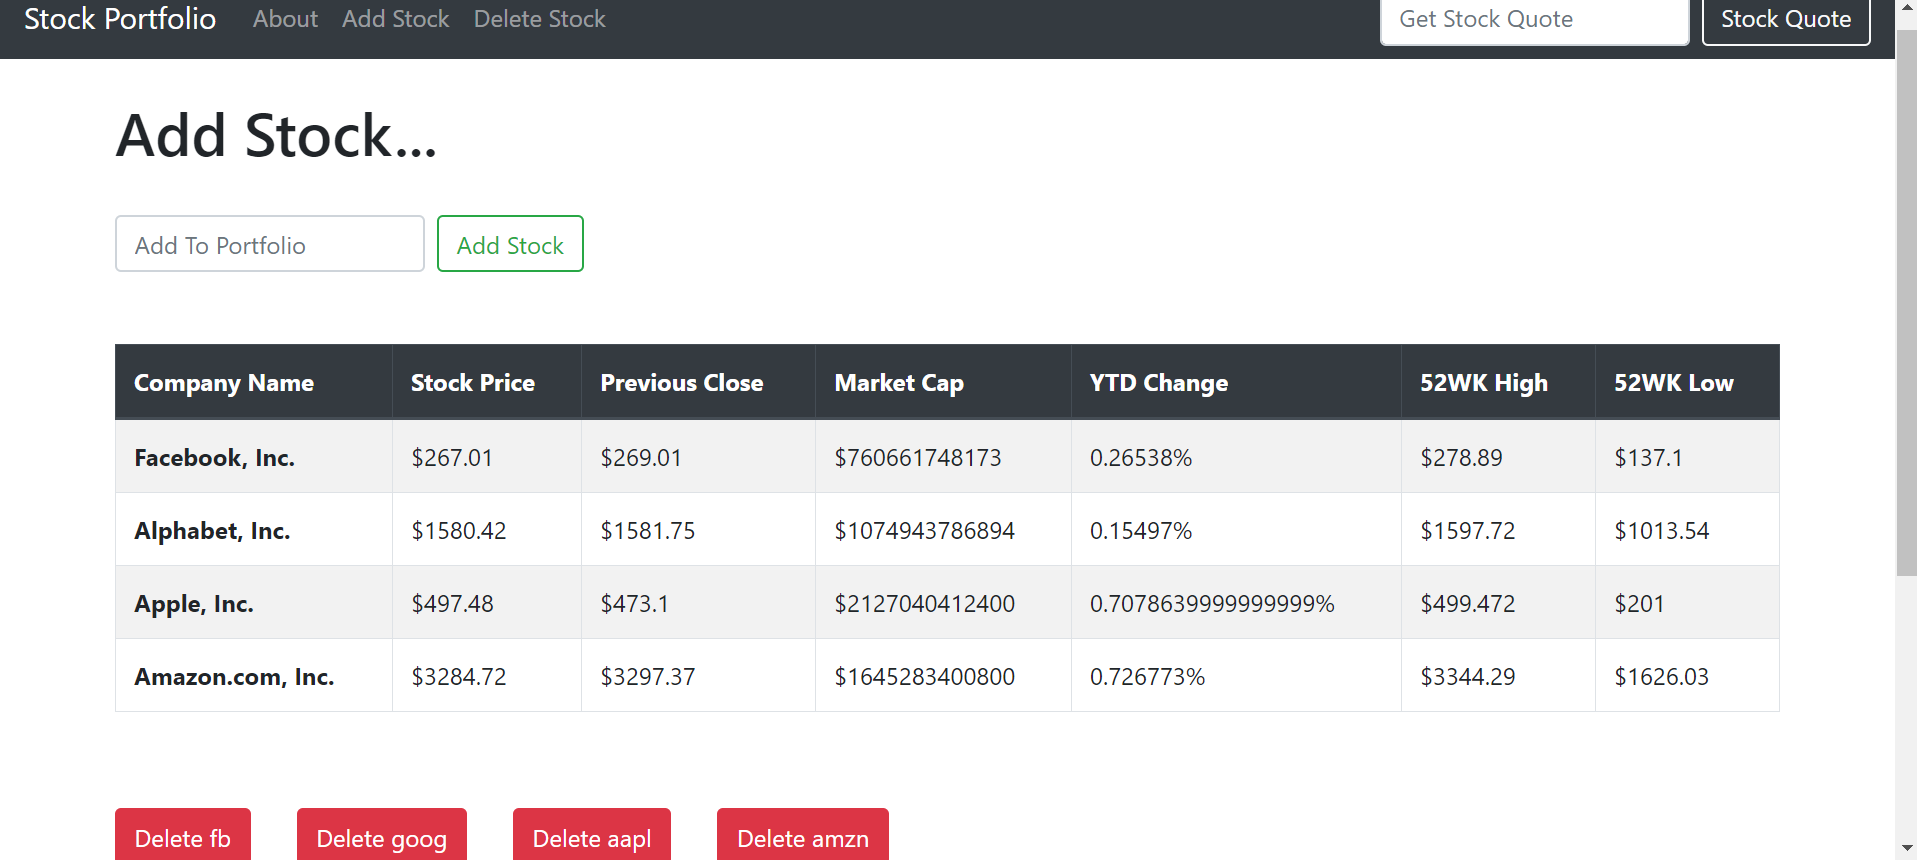 Stock Portfolio About Add Stock Delete Stock Get Stock Quote Stock Quote
Add Stock...
Add To Portfolio Add Stock
Company Name Stock Price Previous Close Market Cap YTD Change 52WK High 52WK Low
Facebook, Inc. $267.01 $269.01 $760661748173 0.26538% $278.89 $137.1
Alphabet, Inc. $1580.42 $1581.75 $1074943786894 0.15497% $1597.72 $1013.54
Apple, Inc. $497.48 $473.1 $2127040412400 0.7078639999999999% $499.472 $201
Amazon.com, Inc. $3284.72 $3297.37 $1645283400800 0.726773% $3344.29 $1626.03
Delete fb Delete goog Delete aapl Delete amzn